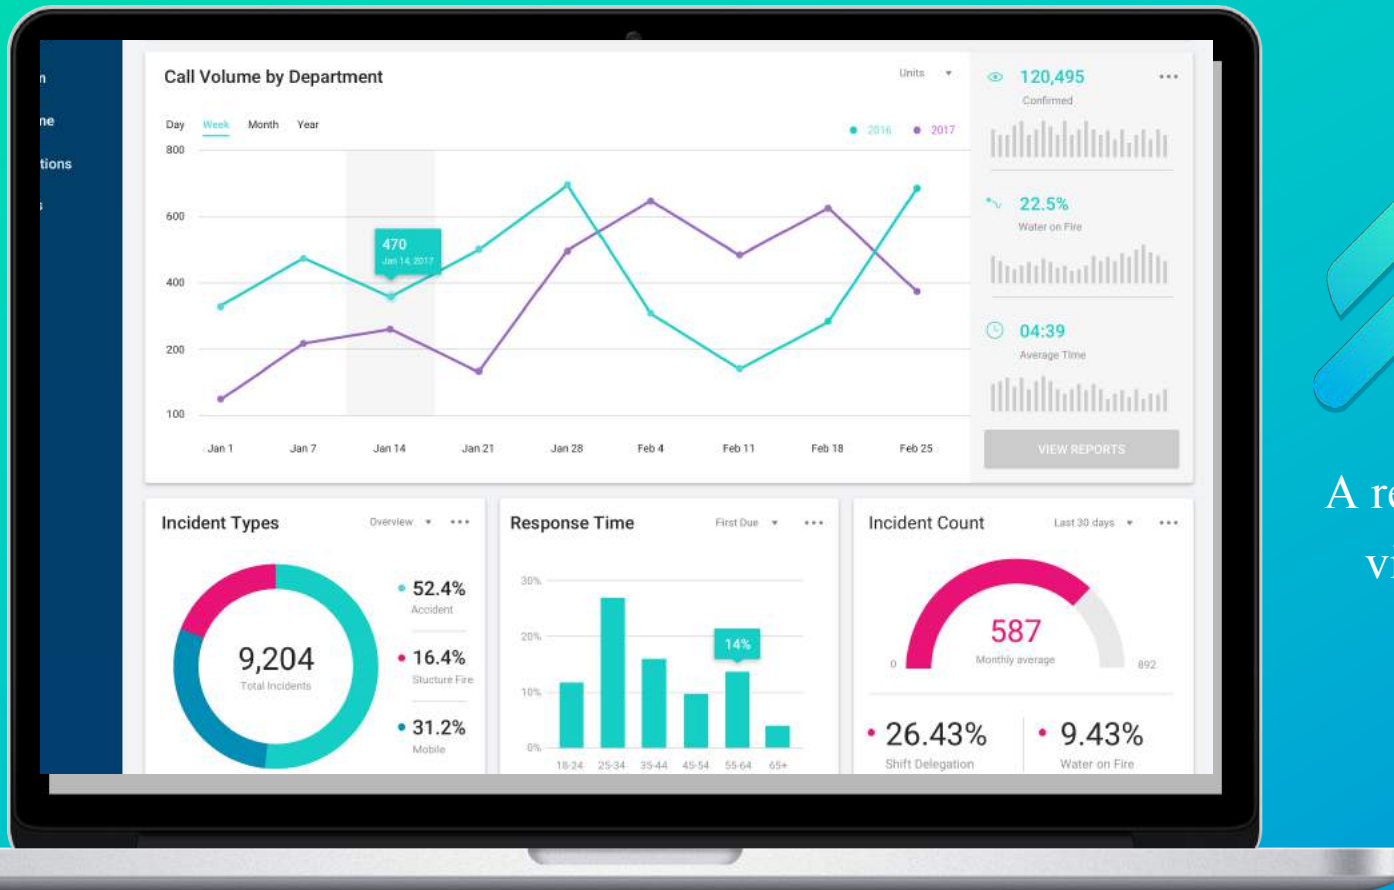 n
ne
tions
s
Call Volume by Department
Units
Day Week Month Year
2016 2017
800
600
400
200
100
470
Jan 14, 2017
Jan 1 Jan 7 Jan 14 Jan 21 Jan 28 Feb 4 Feb 11 Feb 18 Feb 25
120,495
Confirmed
22.5%
Water on Fire
04:39
Average Time
VIEW REPORTS
Incident Types
Overview
9,204
Total Incidents
52.4%
Accident
16.4%
Stucture Fire
31.2%
Mobile
Response Time
First Due
30%
20%
10%
0%
14%
18-24 25-34 35-44 45-54 55-64 65+
Incident Count
Last 30 days
587
Monthly average
0
892
26.43%
Shift Delegation
9.43%
Water on Fire
A re
vi